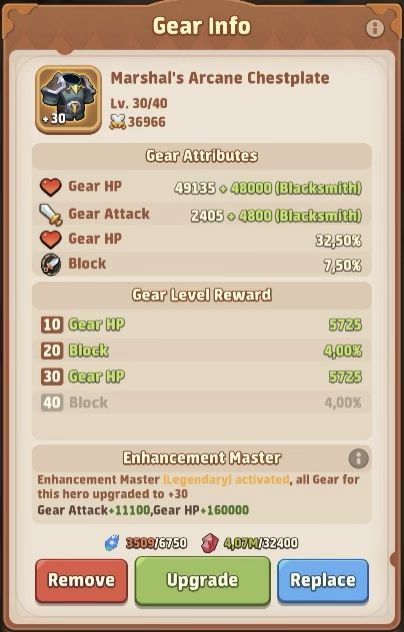 Gear Info
Marshal's Arcane Chestplate
Lv. 30/40
36966
+30
Gear Attributes
Gear HP 49135 + 48000 (Blacksmith)
Gear Attack 2405 + 4800 (Blacksmith)
Gear HP 32,50%
Block 7,50%
Gear Level Reward
10 Gear HP 5725
20 Block 4,00%
30 Gear HP 5725
40 Block 4,00%
Enhancement Master
Enhancement Master (Legendary) activated, all Gear for
this hero upgraded to +30
Gear Attack+11100,Gear HP+160000
3509/6750 4,07M/32400
Remove Upgrade Replace